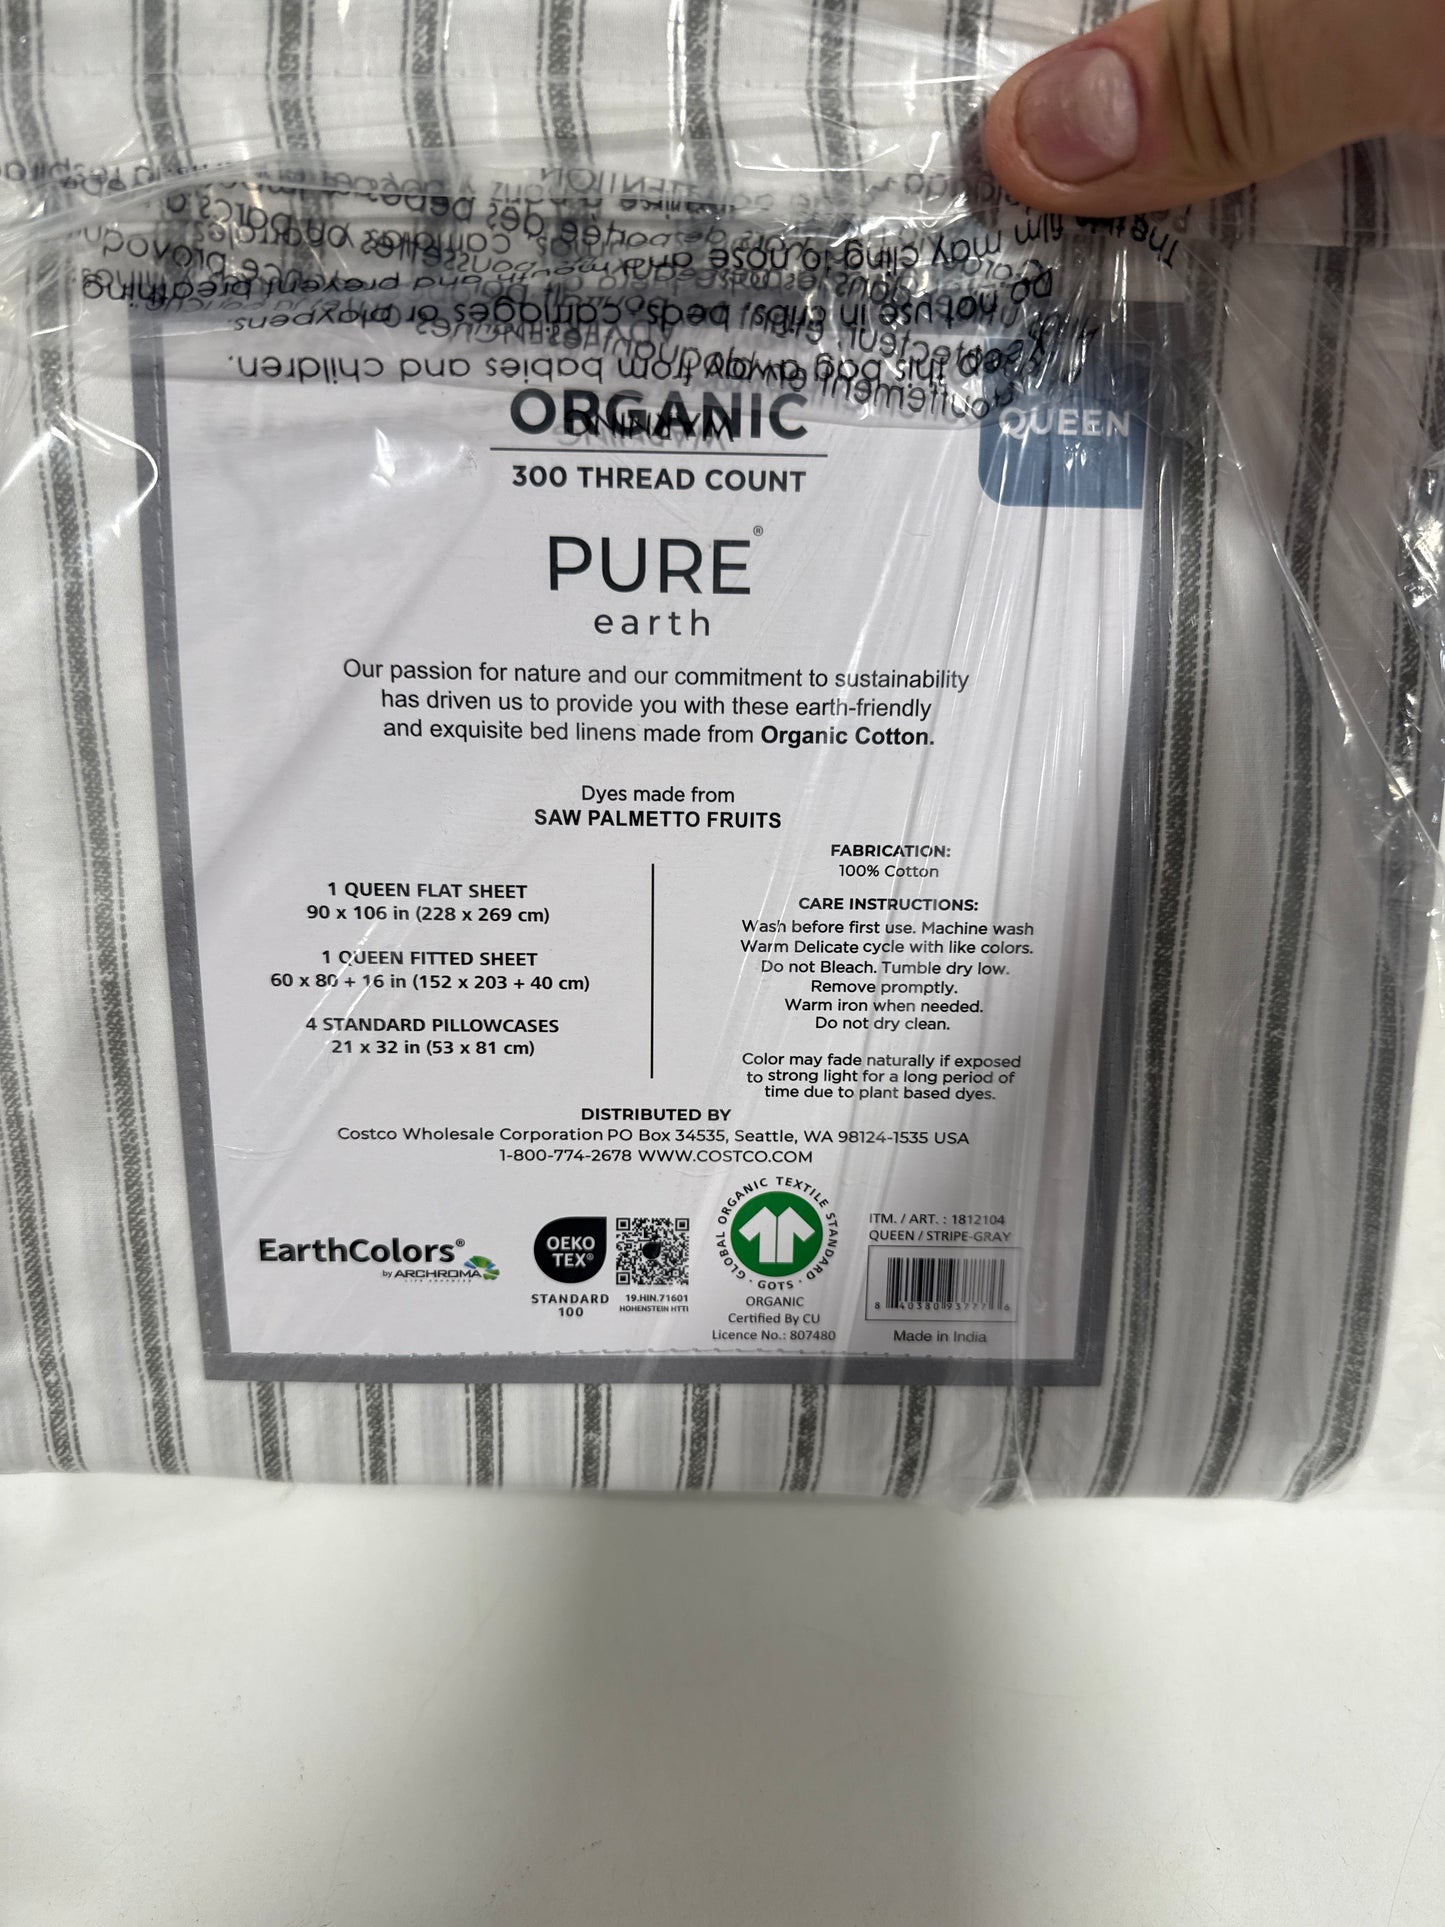 Keep this bag away from babies and children.
Do not use in cribs, beds, carriages or playpens.
film may cling to nose and mouth and prevent breathing
WARNING
ORGANIC
300 THREAD COUNT
QUEEN
PURE®
earth
Our passion for nature and our commitment to sustainability
has driven us to provide you with these earth-friendly
and exquisite bed linens made from Organic Cotton.
Dyes made from
SAW PALMETTO FRUITS
1 QUEEN FLAT SHEET
90 x 106 in (228 x 269 cm)
1 QUEEN FITTED SHEET
60 x 80 + 16 in (152 x 203 + 40 cm)
4 STANDARD PILLOWCASES
21 x 32 in (53 x 81 cm)
FABRICATION:
100% Cotton
CARE INSTRUCTIONS:
Wash before first use. Machine wash
Warm Delicate cycle with like colors.
Do not Bleach. Tumble dry low.
Remove promptly.
Warm iron when needed.
Do not dry clean.
Color may fade naturally if exposed
to strong light for a long period of
time due to plant based dyes.
DISTRIBUTED BY
Costco Wholesale Corporation PO Box 34535, Seattle, WA 98124-1535 USA
1-800-774-2678 WWW.COSTCO.COM
EarthColors®
by ARCHROMA
OEKO
TEX®
STANDARD
100
19.HIN.71601
HOHENSTEIN HTTI
GLOBAL ORGANIC TEXTILE STANDARD
· GOTS ·
ORGANIC
Certified By CU
Licence No.: 807480
ITM. / ART. : 1812104
QUEEN / STRIPE-GRAY
8 40380 93777 6
Made in India